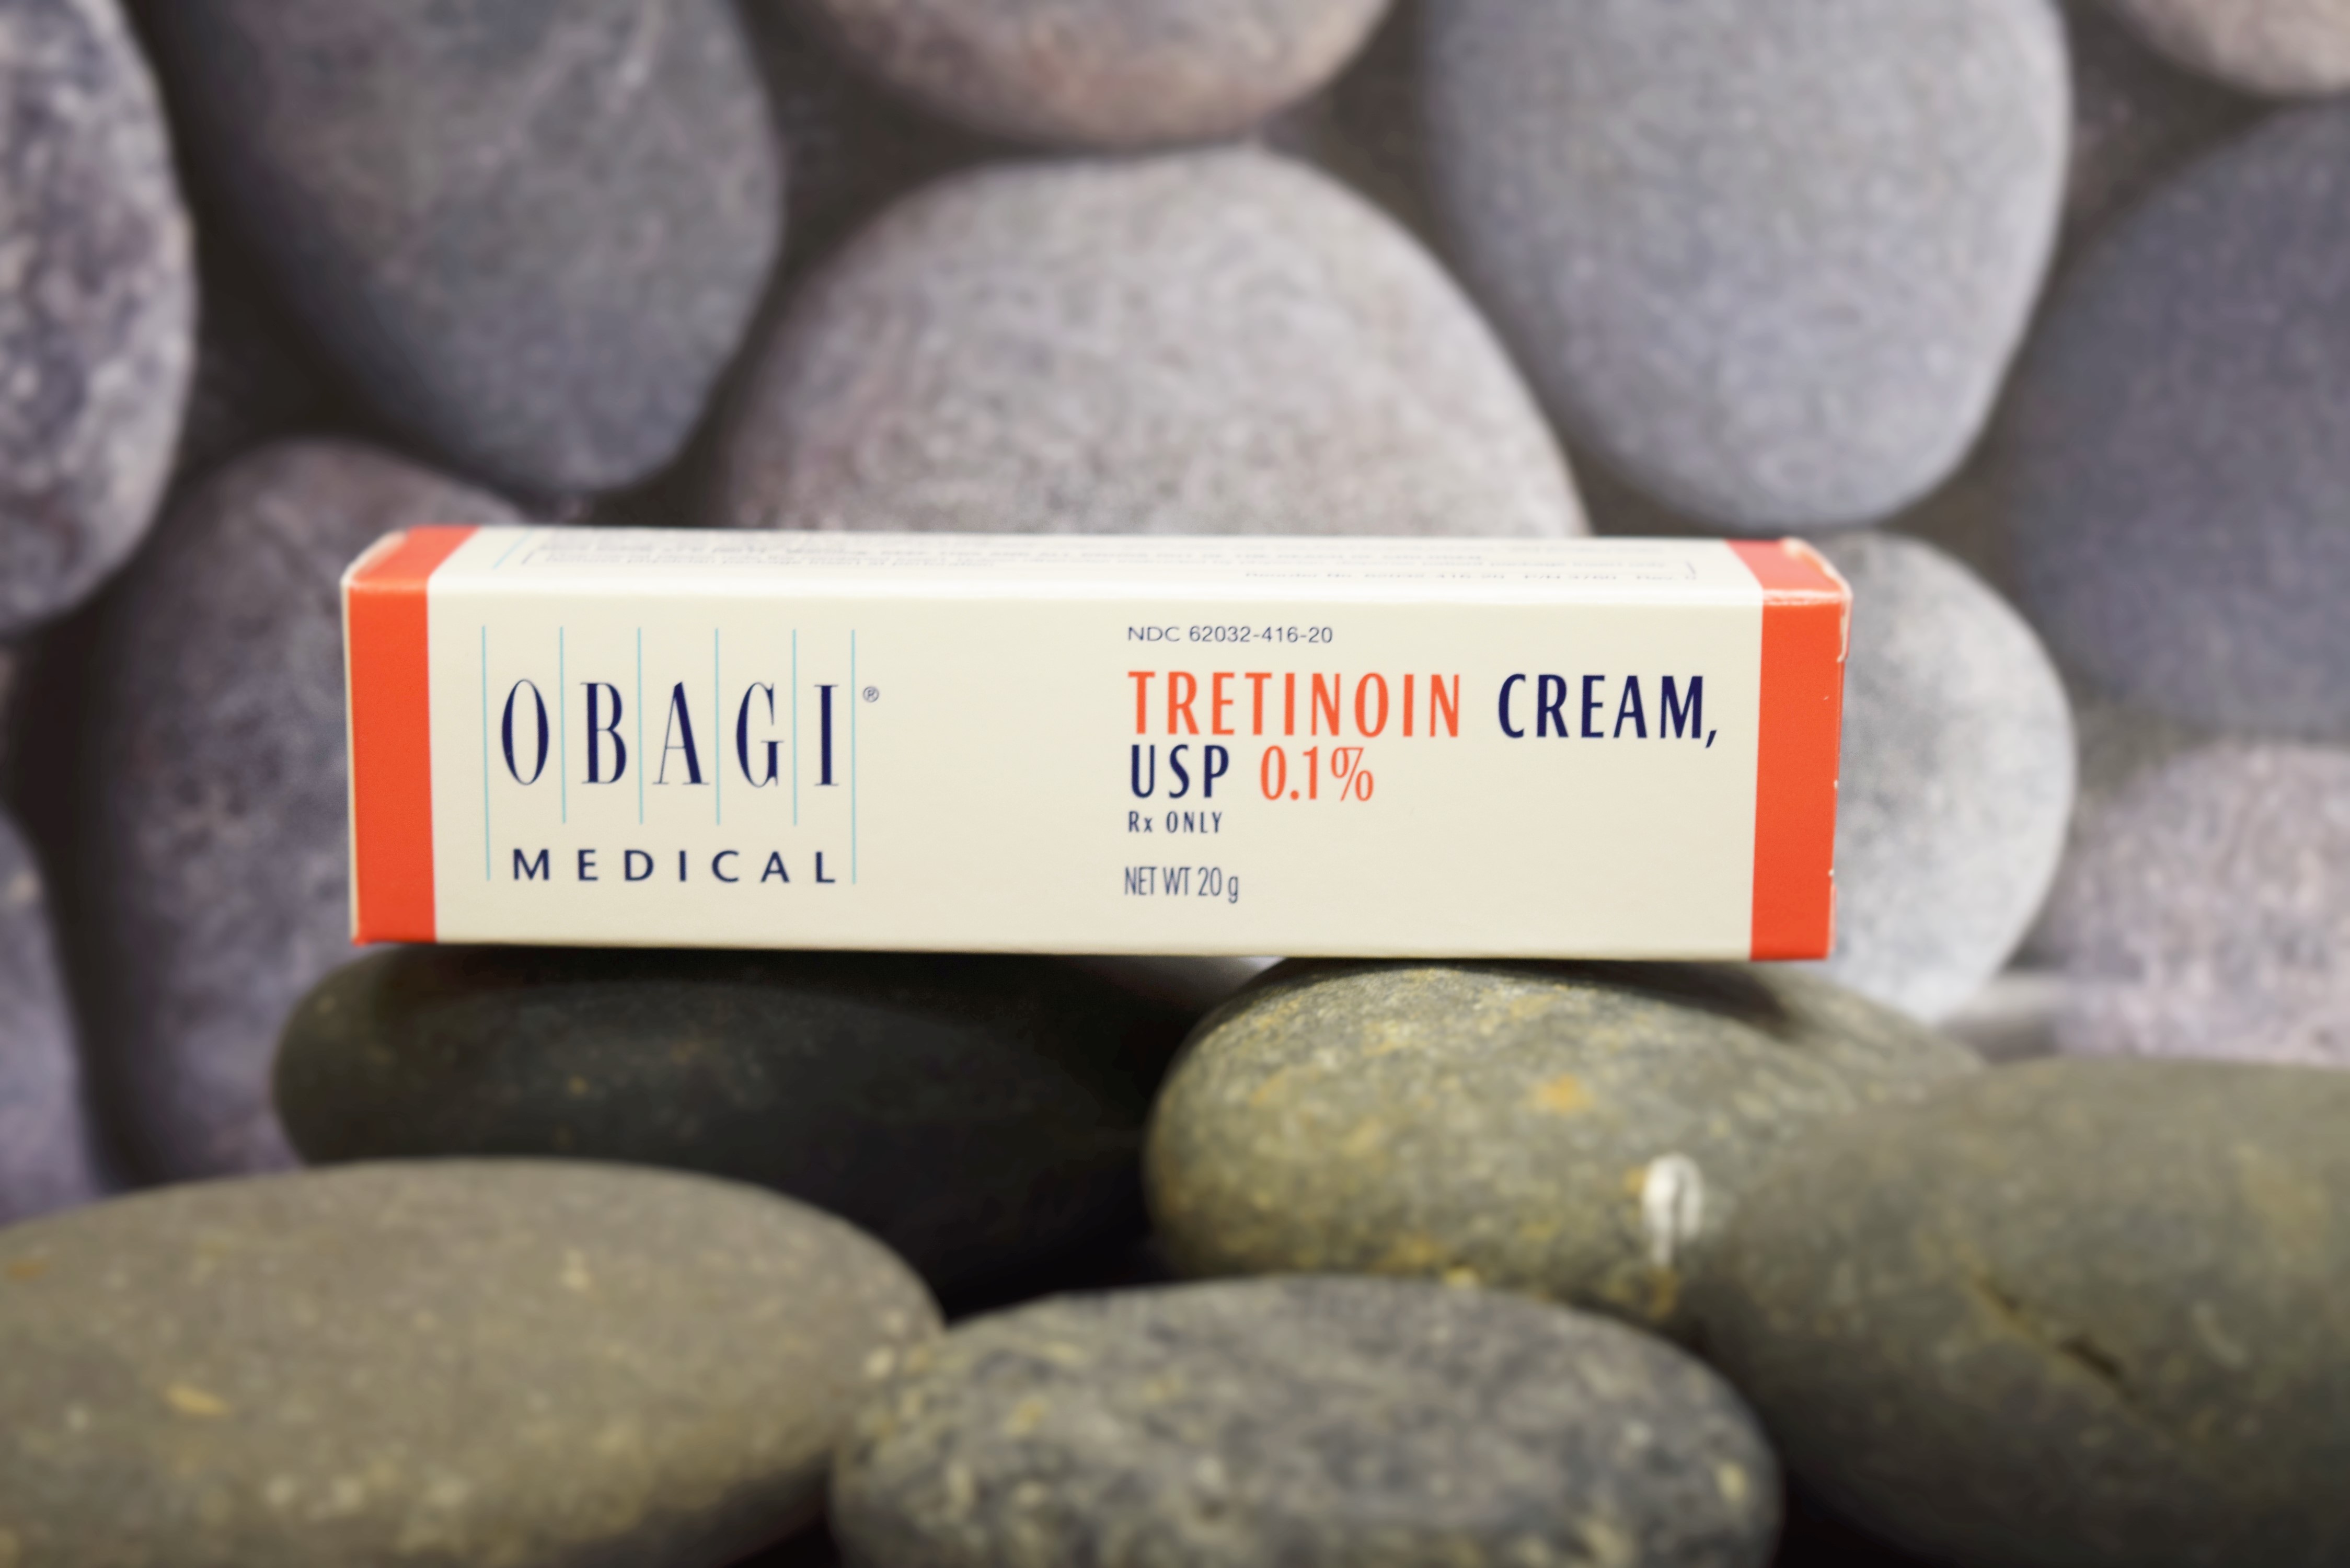 OBAGI®
MEDICAL
NDC 62032-416-20
TRETINOIN CREAM,
USP 0.1%
Rx ONLY
NET WT 20 g